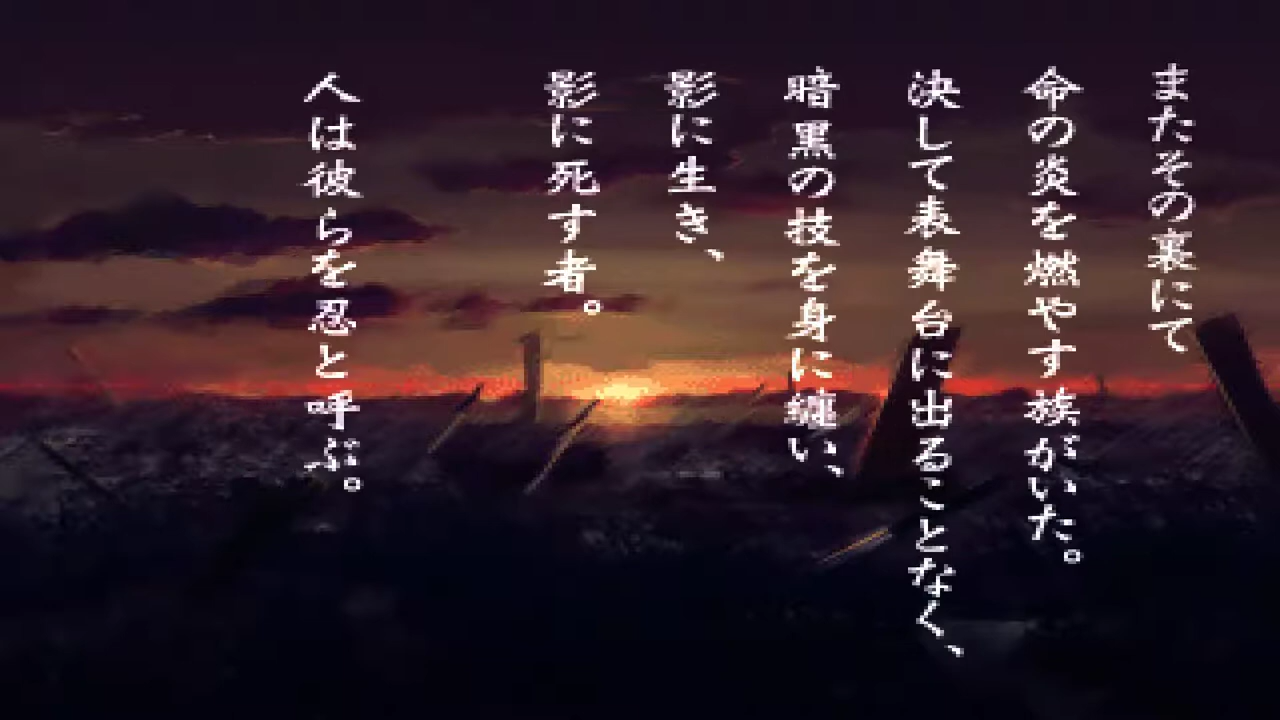 またその裏にて
命の炎を燃やす族がいた。
決して表舞台に出ることなく、
暗黒の技を身に纏い、
影に生き、
影に死す者。
人は彼らを忍と呼ぶ。